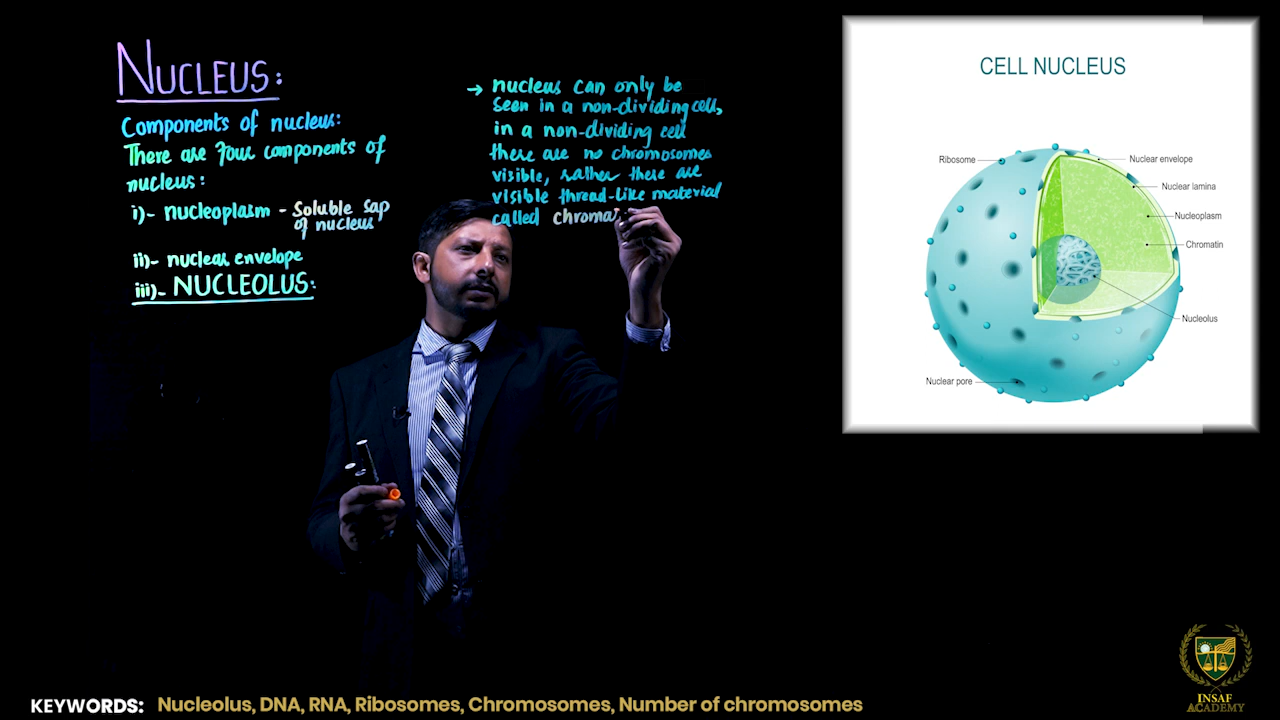 NUCLEUS:
Components of nucleus:
There are four components of
nucleus:
i)- nucleoplasm - Soluble Sap
of nucleus
ii)- nuclear envelope
iii)- NUCLEOLUS:
→ nucleus can only be
seen in a non-dividing cell,
in a non-dividing cell
there are no chromosomes
visible, rather there are
visible thread-like material
called chromat
CELL NUCLEUS
Ribosome
Nuclear envelope
Nuclear lamina
Nucleoplasm
Chromatin
Nucleolus
Nuclear pore
INSAF
ACADEMY
KEYWORDS: Nucleolus, DNA, RNA, Ribosomes, Chromosomes, Number of chromosomes